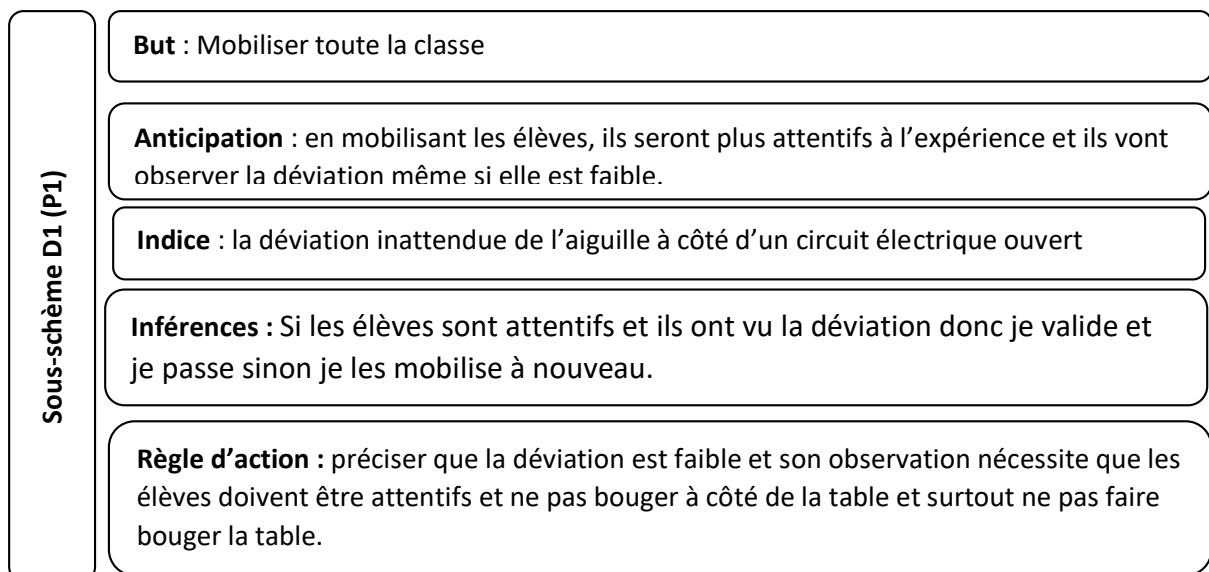 Sous-schème D1 (P1)
But : Mobiliser toute la classe
Anticipation : en mobilisant les élèves, ils seront plus attentifs à l’expérience et ils vont
observer la déviation même si elle est faible.
Indice : la déviation inattendue de l’aiguille à côté d’un circuit électrique ouvert
Inférences : Si les élèves sont attentifs et ils ont vu la déviation donc je valide et
je passe sinon je les mobilise à nouveau.
Règle d’action : préciser que la déviation est faible et son observation nécessite que les
élèves doivent être attentifs et ne pas bouger à côté de la table et surtout ne pas faire
bouger la table.